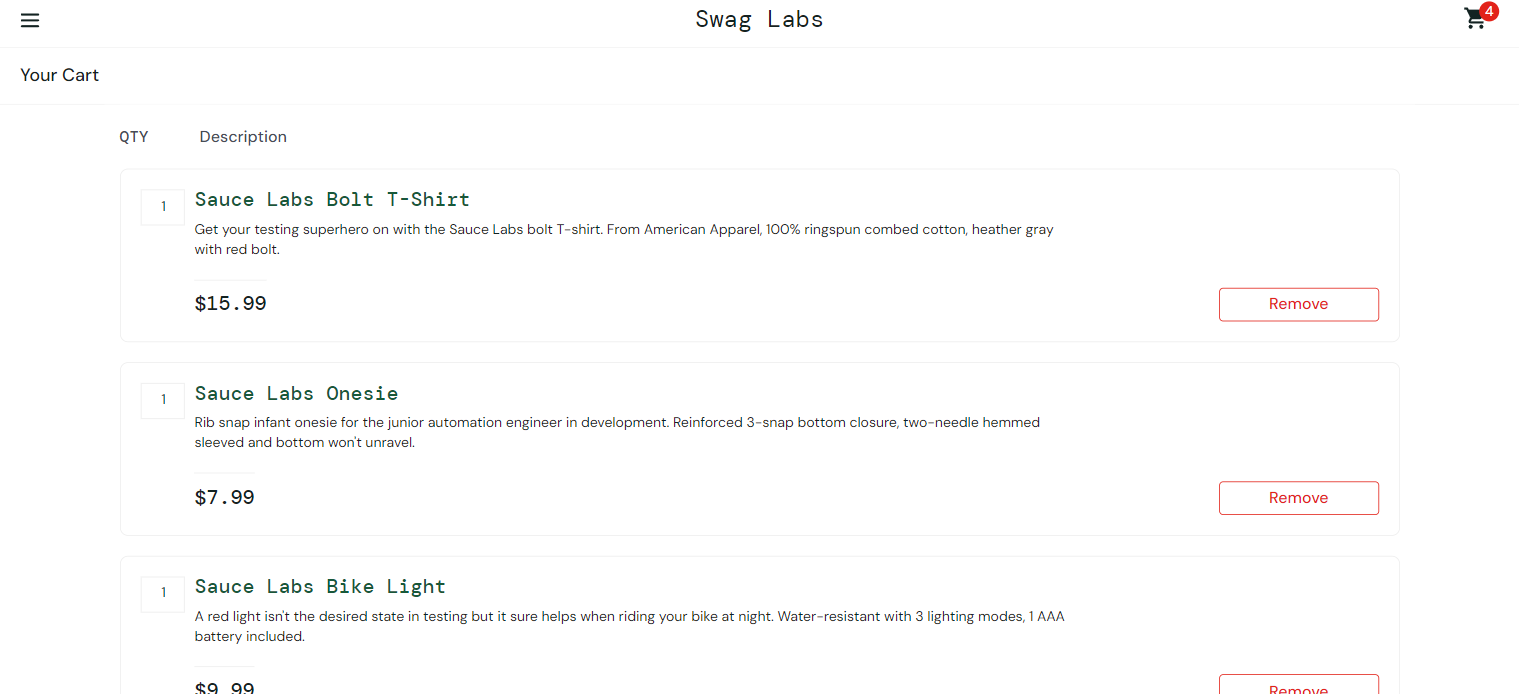 Swag Labs
4
Your Cart
QTY Description
1 Sauce Labs Bolt T-Shirt
Get your testing superhero on with the Sauce Labs bolt T-shirt. From American Apparel, 100% ringspun combed cotton, heather gray
with red bolt.
$15.99 Remove
1 Sauce Labs Onesie
Rib snap infant onesie for the junior automation engineer in development. Reinforced 3-snap bottom closure, two-needle hemmed
sleeved and bottom won't unravel.
$7.99 Remove
1 Sauce Labs Bike Light
A red light isn't the desired state in testing but it sure helps when riding your bike at night. Water-resistant with 3 lighting modes, 1 AAA
battery included.
$9.99 Remove